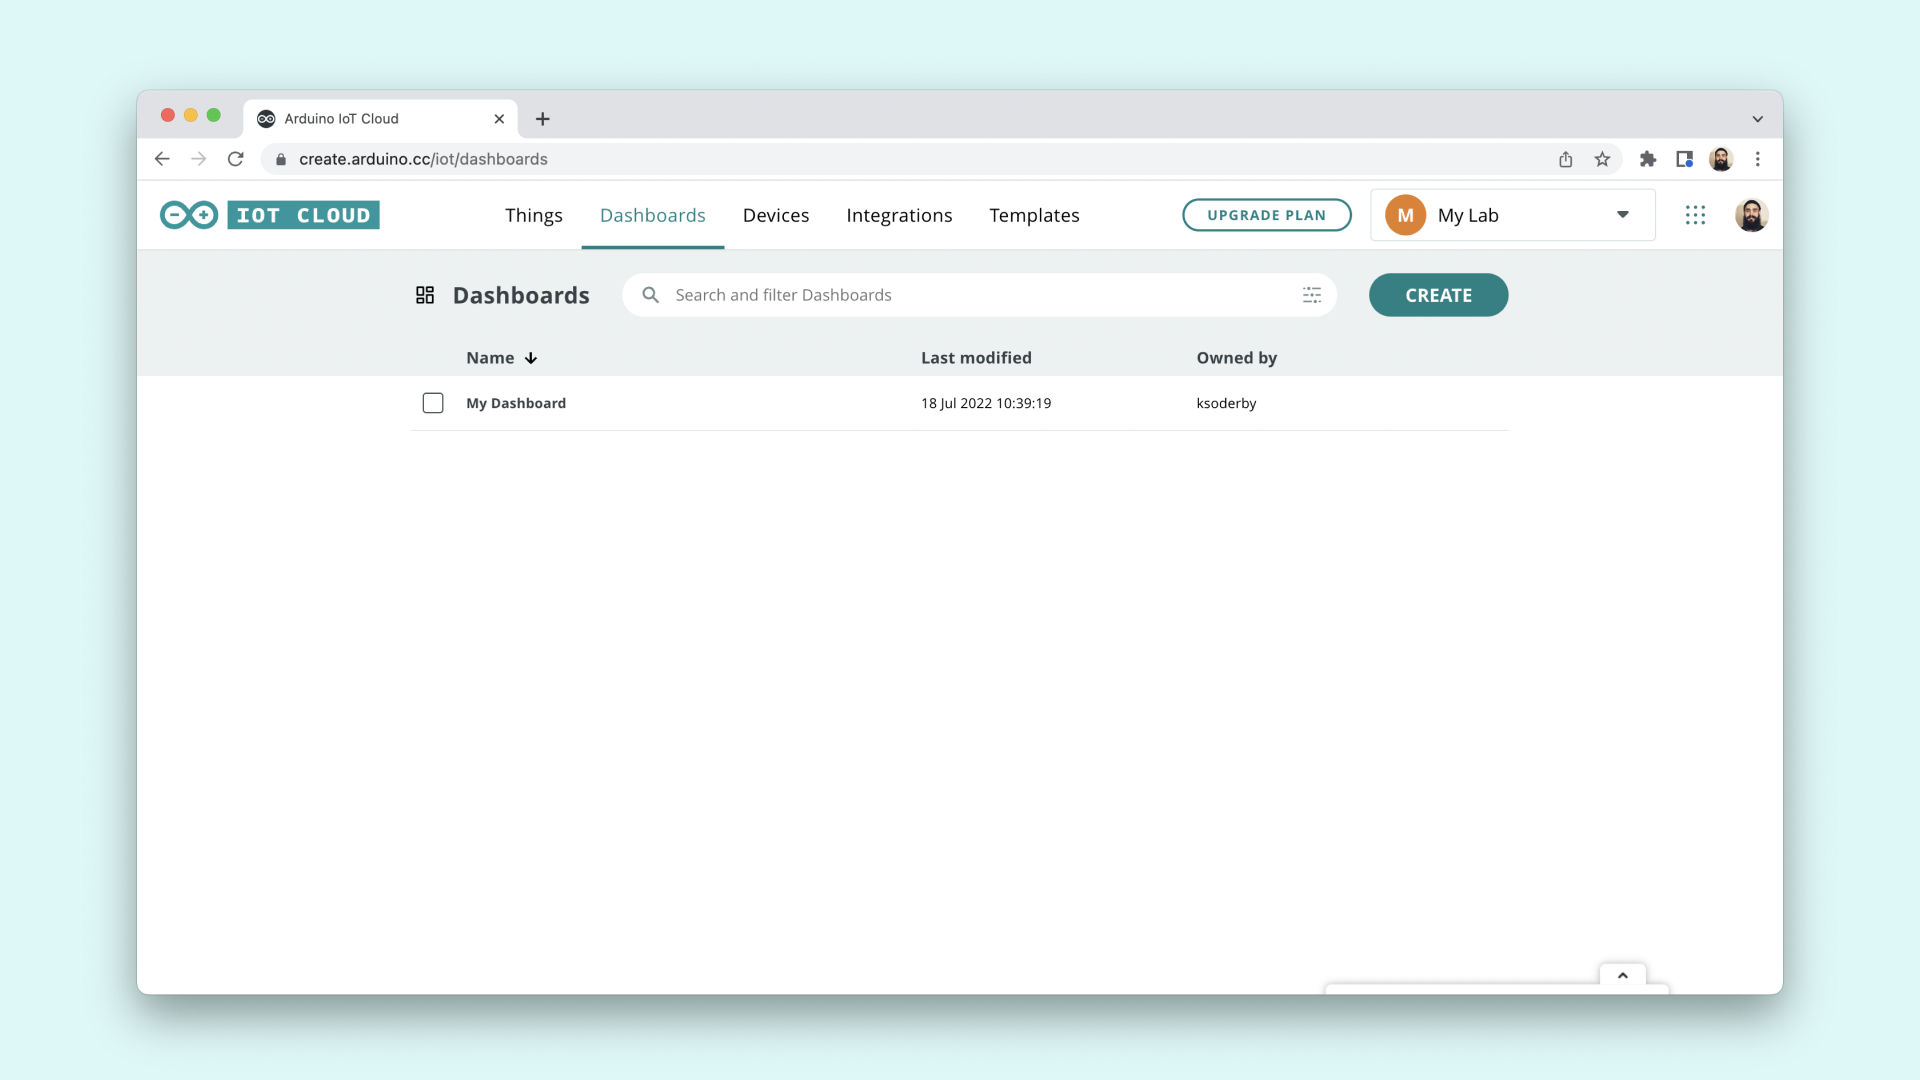 Arduino IoT Cloud
create.arduino.cc/iot/dashboards
IOT CLOUD
Things
Dashboards
Devices
Integrations
Templates
UPGRADE PLAN
M
My Lab
Dashboards
Search and filter Dashboards
CREATE
Name
Last modified
Owned by
My Dashboard
18 Jul 2022 10:39:19
ksoderby